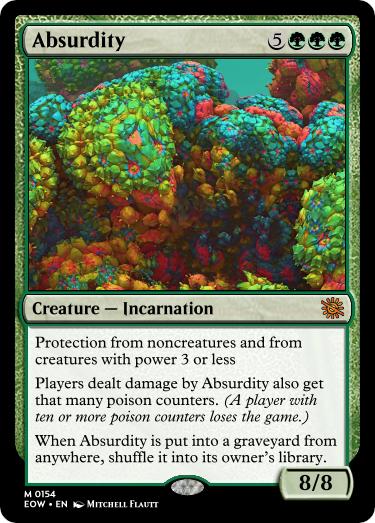 Absurdity 5
Creature — Incarnation
Protection from noncreatures and from
creatures with power 3 or less
Players dealt damage by Absurdity also get
that many poison counters. (A player with
ten or more poison counters loses the game.)
When Absurdity is put into a graveyard from
anywhere, shuffle it into its owner's library.
8/8
M 0154
EOW • EN Mitchell Flautt